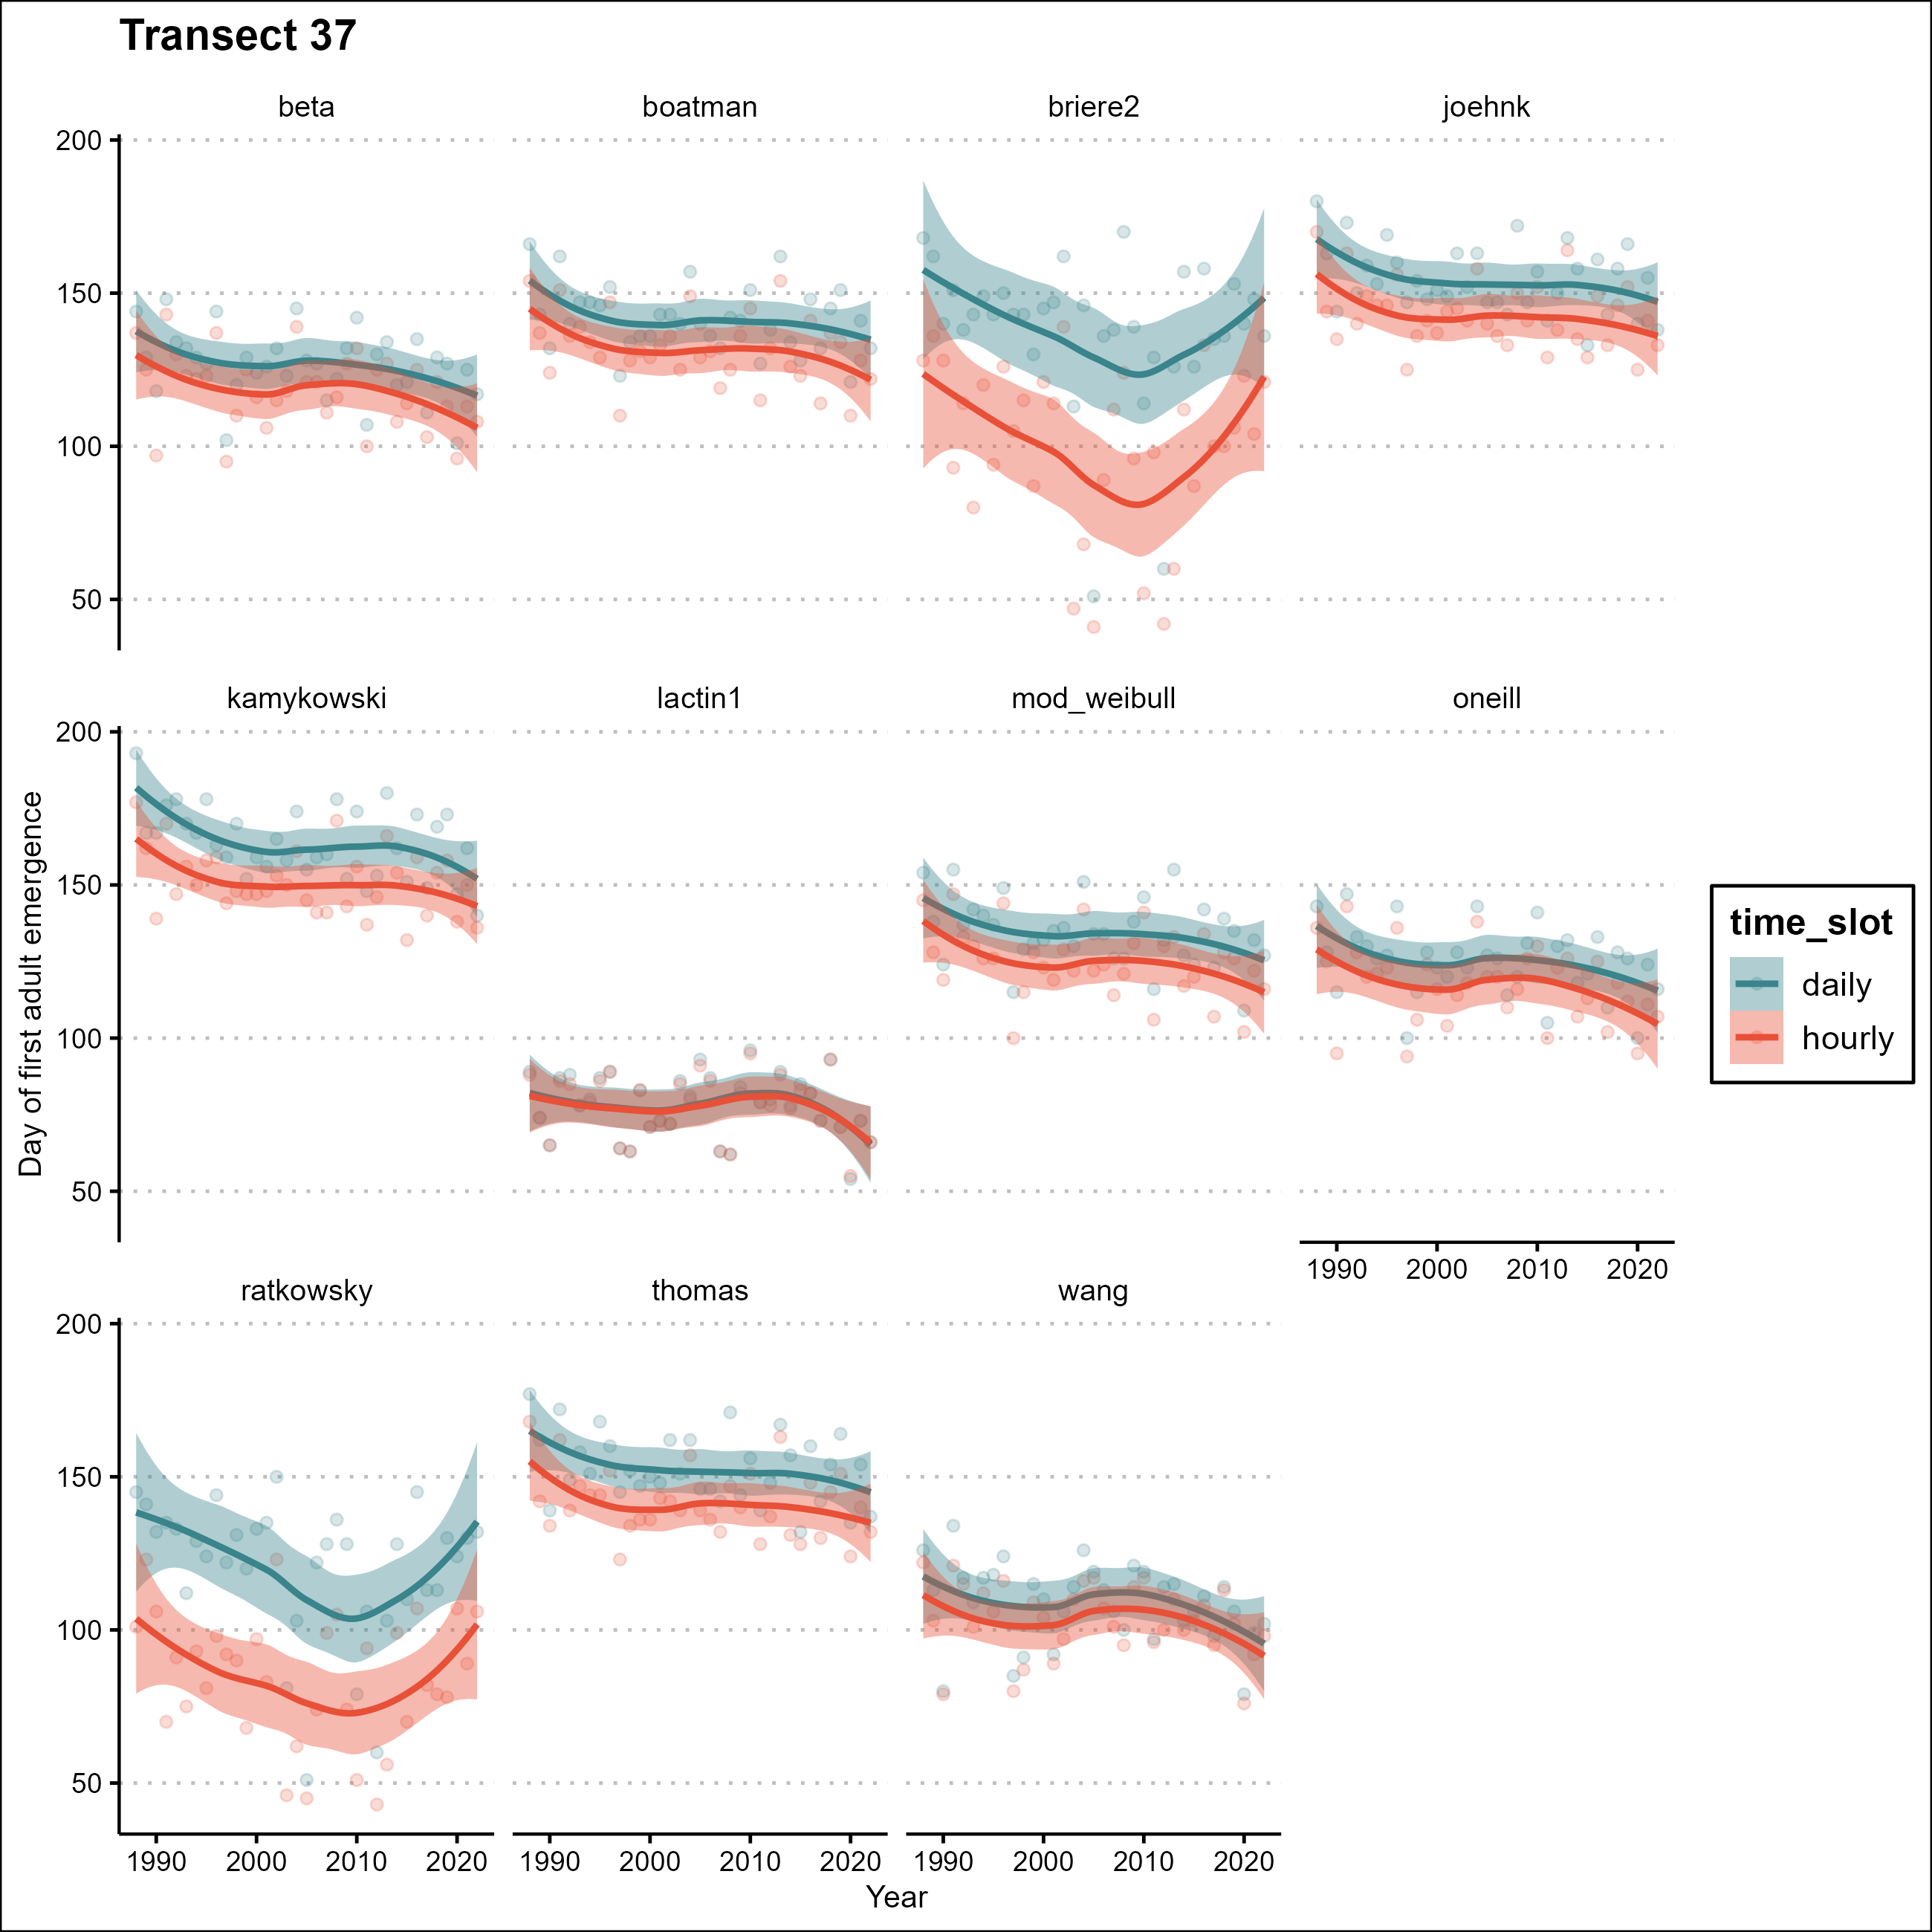 Transect 37
beta boatman briere2 joehnk
200
150
100
50
kamykowski lactin1 mod_weibull oneill
200
150
100
50
1990 2000 2010 2020
Day of first adult emergence
time_slot
daily
hourly
ratkowsky thomas wang
200
150
100
50
1990 2000 2010 2020 1990 2000 2010 2020 1990 2000 2010 2020
Year